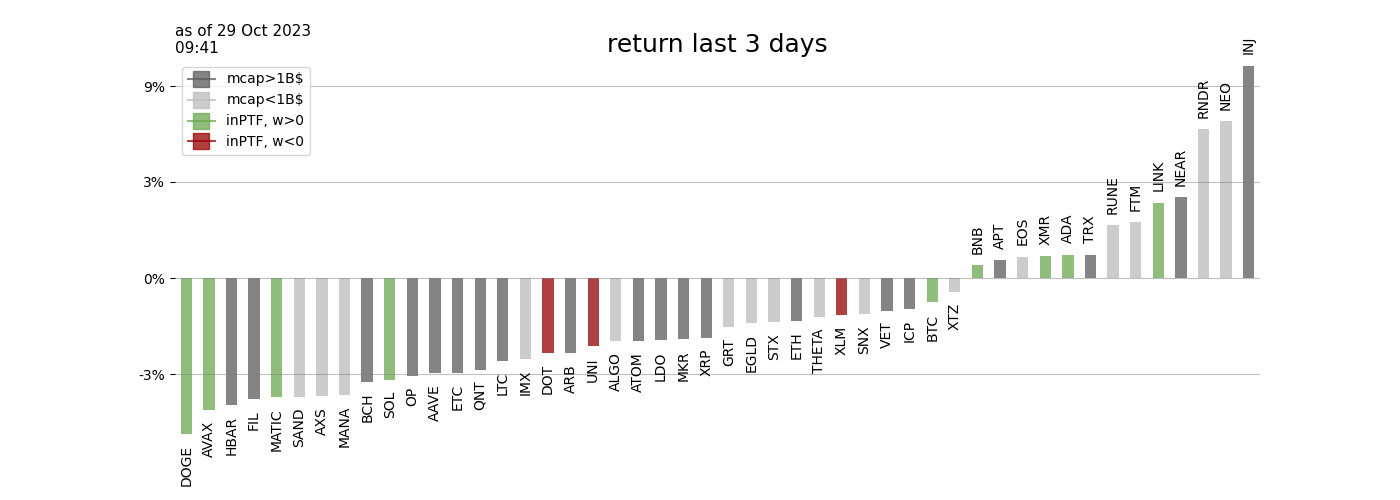 as of 29 Oct 2023
09:41
return last 3 days
mcap>1B$
mcap<1B$
inPTF, w>0
inPTF, w<0
9%
3%
0%
-3%
DOGE
AVAX
HBAR
FIL
MATIC
SAND
AXS
MANA
BCH
SOL
OP
AAVE
ETC
QNT
LTC
IMX
DOT
ARB
UNI
ALGO
ATOM
LDO
MKR
XRP
GRT
EGLD
STX
ETH
THETA
XLM
SNX
VET
ICP
BTC
XTZ
BNB
APT
EOS
XMR
ADA
TRX
RUNE
FTM
LINK
NEAR
RNDR
NEO
INJ